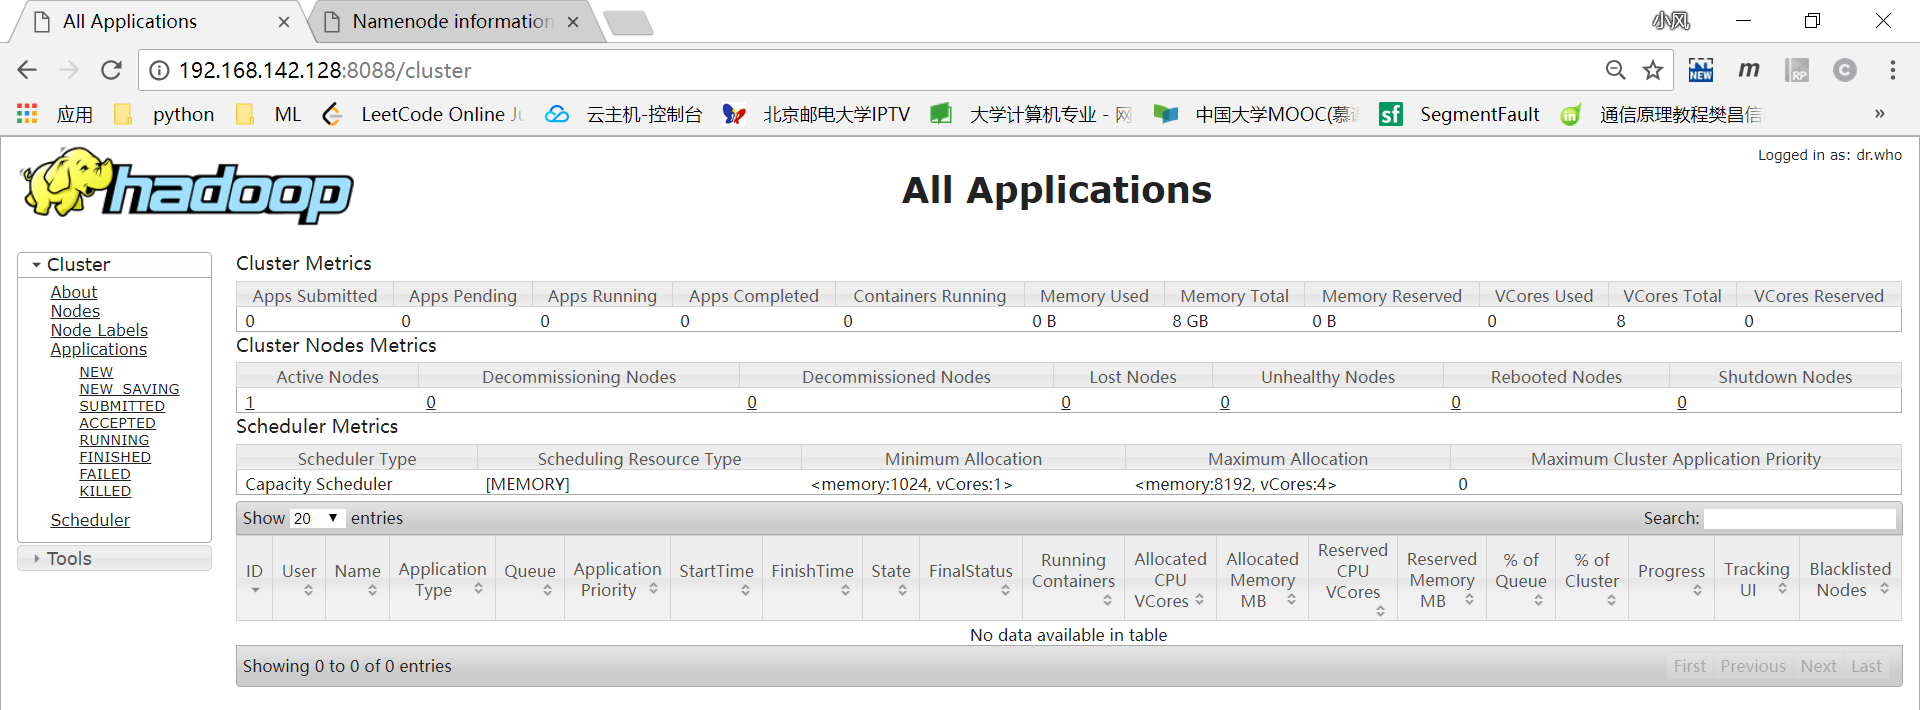 All Applications
Namenode information
小风
192.168.142.128:8088/cluster
应用 python ML LeetCode Online Ju 云主机-控制台 北京邮电大学IPTV 大学计算机专业 - 网 中国大学MOOC(慕课 SegmentFault 通信原理教程樊昌信 »
NEW m RP C
sf
Logged in as: dr.who
hadoop
All Applications
Cluster
About
Nodes
Node Labels
Applications
NEW
NEW_SAVING
SUBMITTED
ACCEPTED
RUNNING
FINISHED
FAILED
KILLED
Scheduler
Tools
Cluster Metrics
Apps Submitted Apps Pending Apps Running Apps Completed Containers Running Memory Used Memory Total Memory Reserved VCores Used VCores Total VCores Reserved
0 0 0 0 0 0 B 8 GB 0 B 0 8 0
Cluster Nodes Metrics
Active Nodes Decommissioning Nodes Decommissioned Nodes Lost Nodes Unhealthy Nodes Rebooted Nodes Shutdown Nodes
1 0 0 0 0 0 0
Scheduler Metrics
Scheduler Type Scheduling Resource Type Minimum Allocation Maximum Allocation Maximum Cluster Application Priority
Capacity Scheduler [MEMORY] <memory:1024, vCores:1> <memory:8192, vCores:4> 0
Show 20 entries Search:
ID User Name Application Type Queue Application Priority StartTime FinishTime State FinalStatus Running Containers Allocated CPU VCores Allocated Memory MB Reserved CPU VCores Reserved Memory MB % of Queue % of Cluster Progress Tracking UI Blacklisted Nodes
No data available in table
Showing 0 to 0 of 0 entries First Previous Next Last